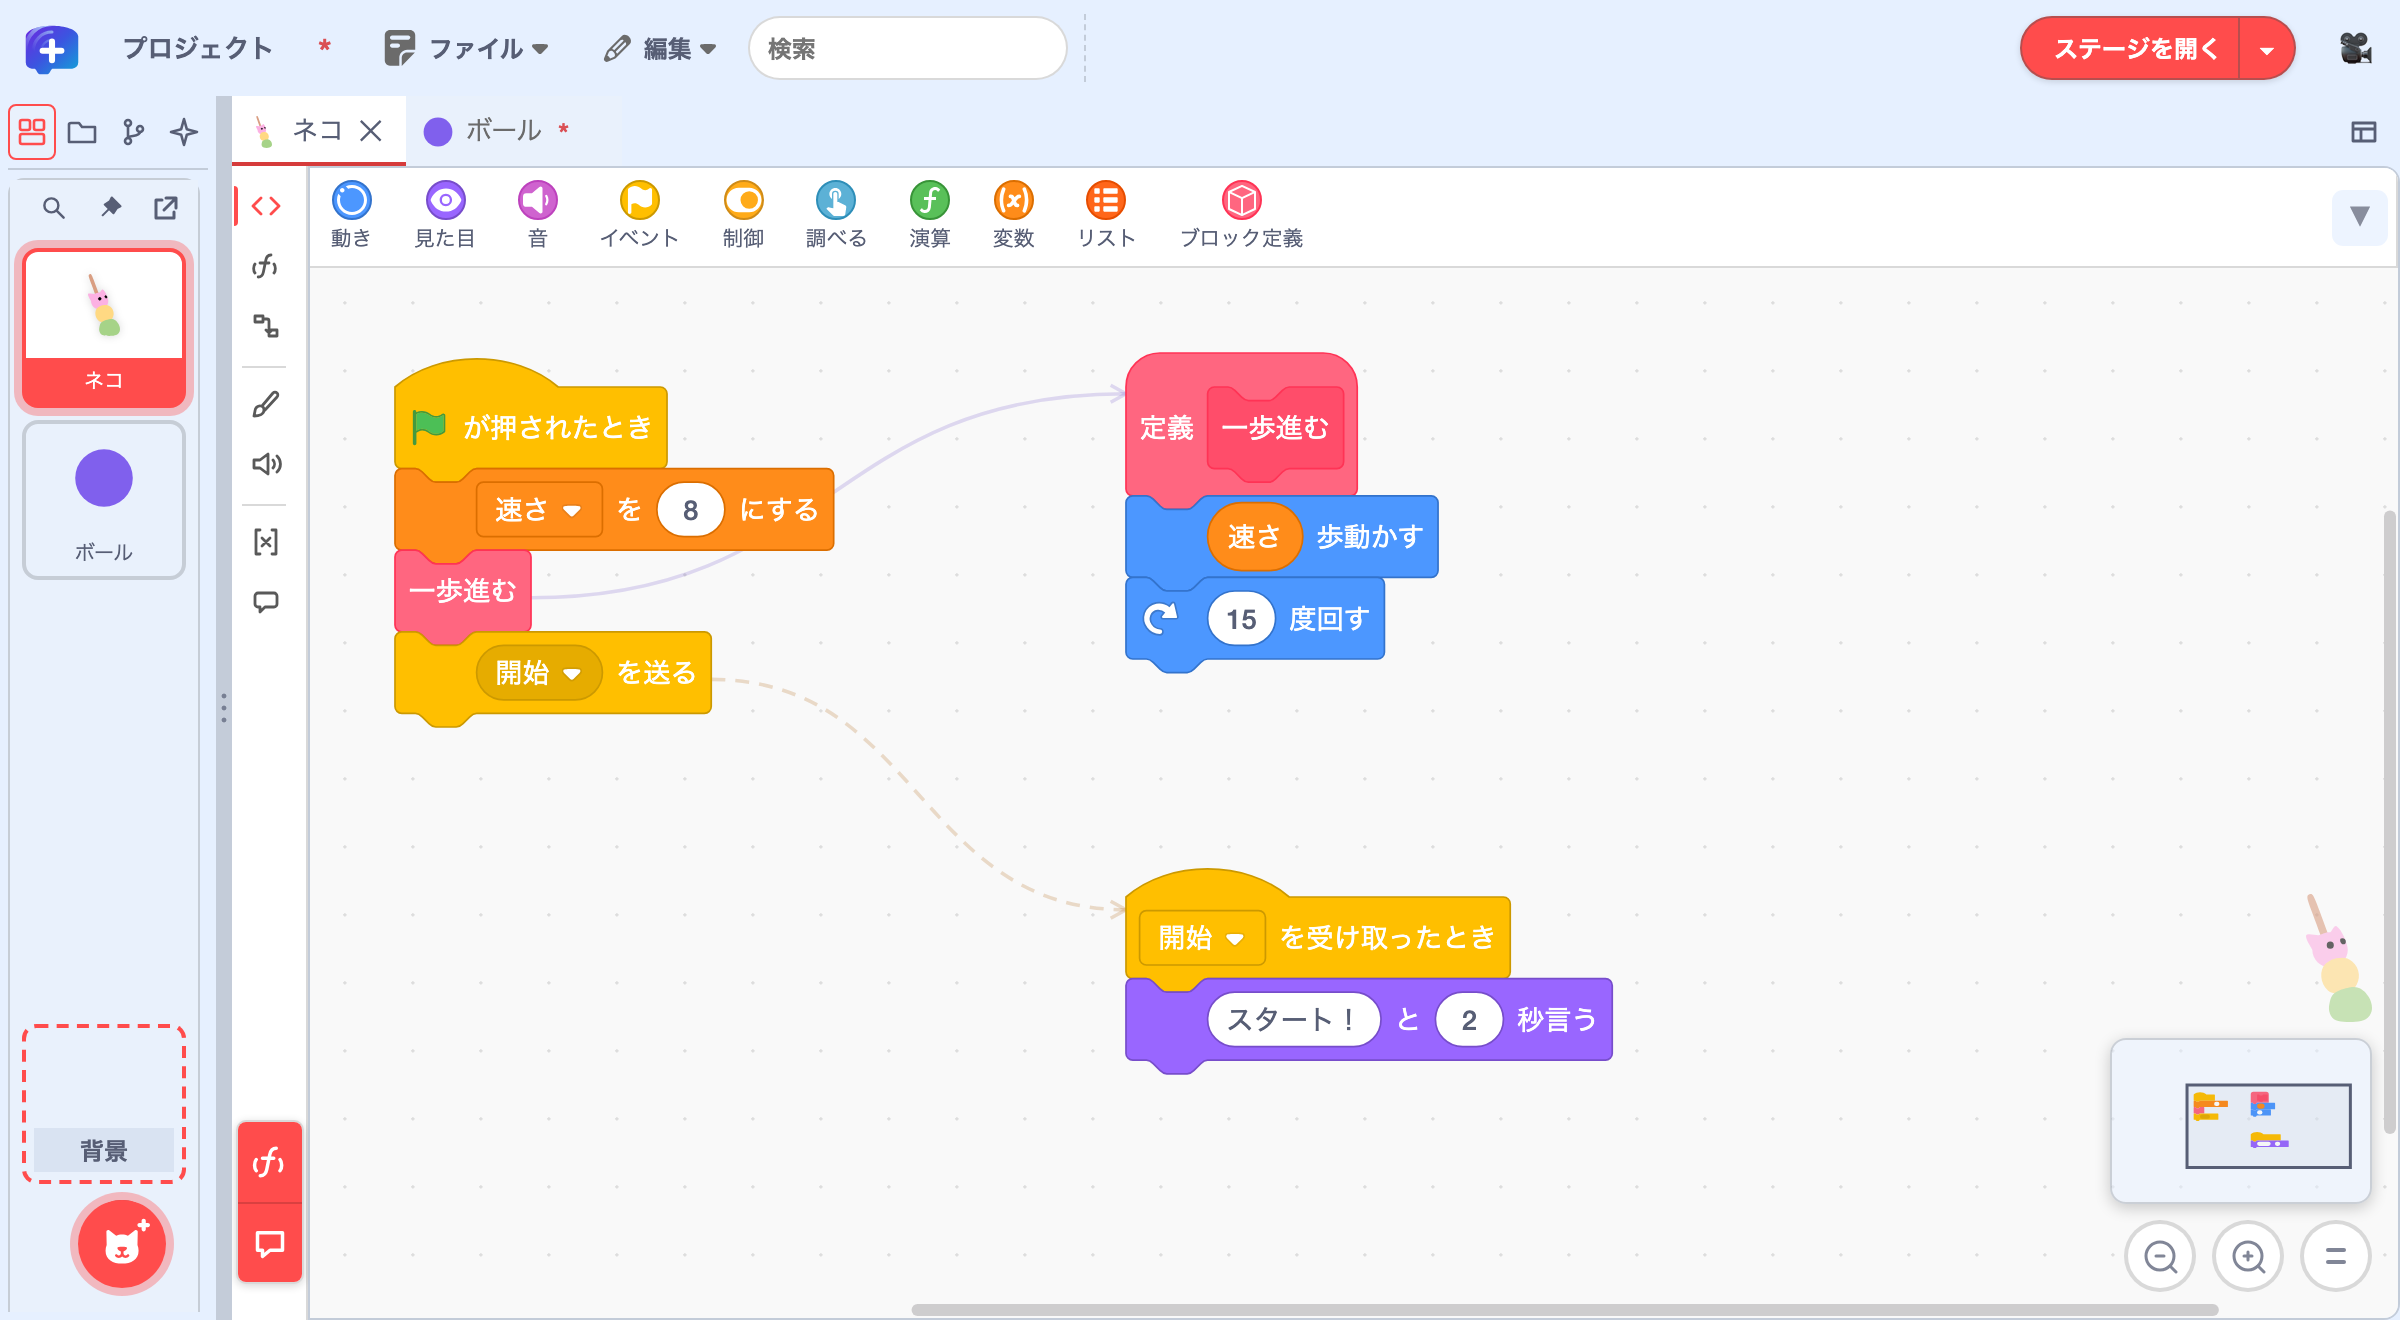 プロジェクト * ファイル 編集 検索 ステージを開く
ネコ ボール *
動き 見た目 音 イベント 制御 調べる 演算 変数 リスト ブロック定義
ネコ
ボール
背景
が押されたとき
速さ を 8 にする
一歩進む
開始 を送る
定義 一歩進む
速さ 歩動かす
15 度回す
開始 を受け取ったとき
スタート！ と 2 秒言う